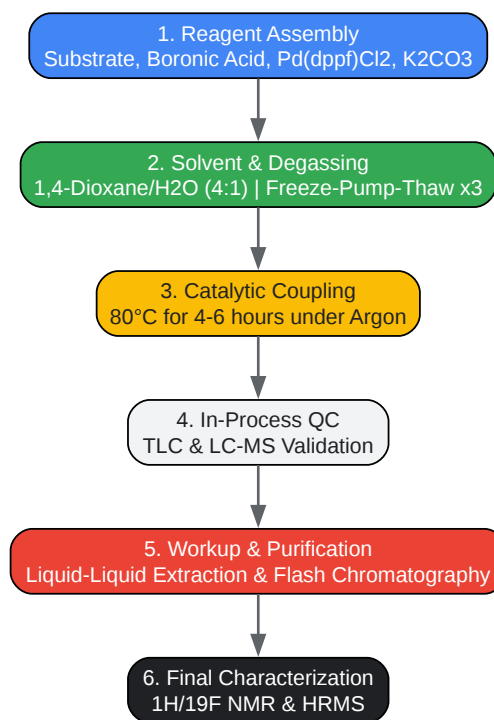 1. Reagent Assembly
Substrate, Boronic Acid, Pd(dppf)Cl2, K2CO3
2. Solvent & Degassing
1,4-Dioxane/H2O (4:1) | Freeze-Pump-Thaw x3
3. Catalytic Coupling
80°C for 4-6 hours under Argon
4. In-Process QC
TLC & LC-MS Validation
5. Workup & Purification
Liquid-Liquid Extraction & Flash Chromatography
6. Final Characterization
1H/19F NMR & HRMS